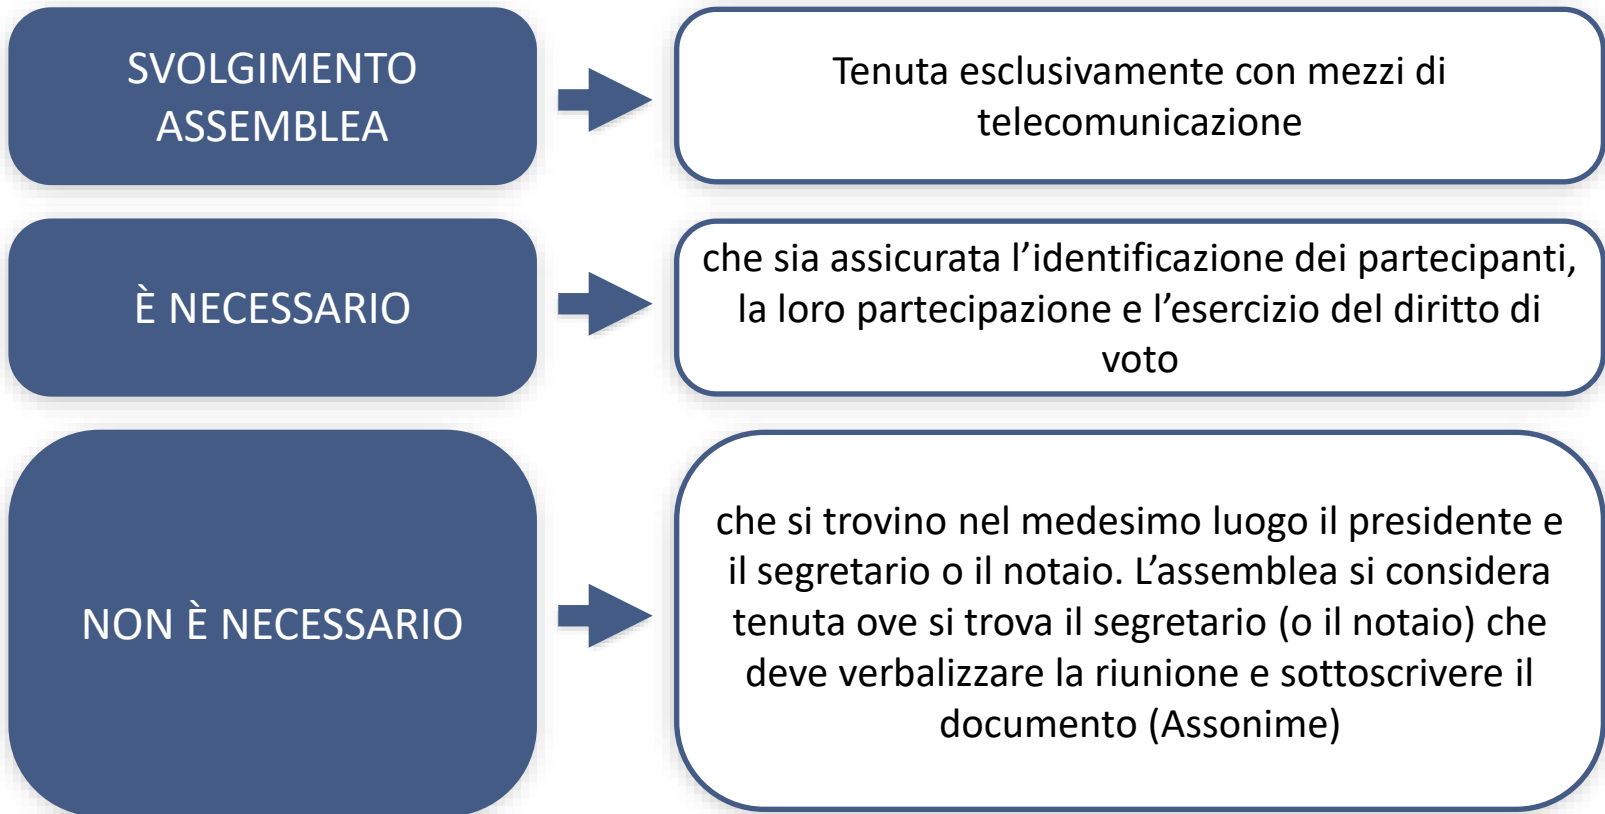 SVOLGIMENTO
ASSEMBLEA
Tenuta esclusivamente con mezzi di
telecomunicazione
È NECESSARIO
che sia assicurata l’identificazione dei partecipanti,
la loro partecipazione e l’esercizio del diritto di
voto
NON È NECESSARIO
che si trovino nel medesimo luogo il presidente e
il segretario o il notaio. L’assemblea si considera
tenuta ove si trova il segretario (o il notaio) che
deve verbalizzare la riunione e sottoscrivere il
documento (Assonime)